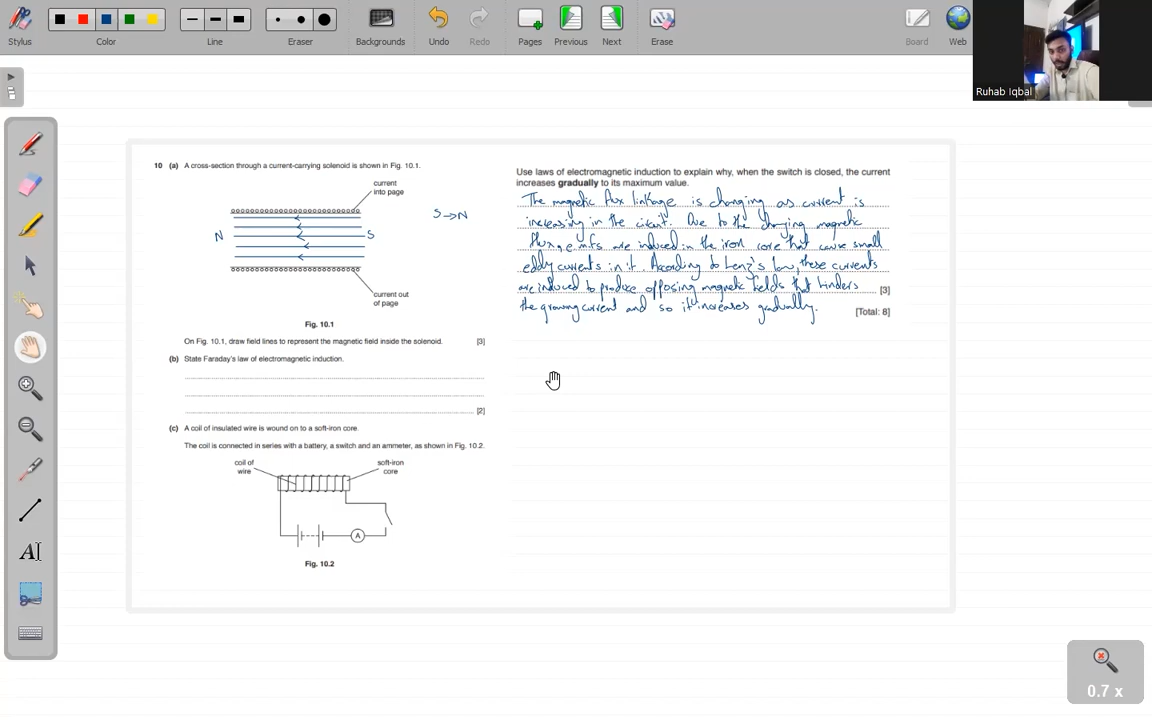 Stylus
Color
Line
Eraser
Backgrounds
Undo
Redo
Pages
Previous
Next
Erase
Board
Web
Ruhab Iqbal
10 (a) A cross-section through a current-carrying solenoid is shown in Fig. 10.1.
current
into page
S→N
N
S
current out
of page
Fig. 10.1
On Fig. 10.1, draw field lines to represent the magnetic field inside the solenoid. [3]
(b) State Faraday's law of electromagnetic induction.
[2]
(c) A coil of insulated wire is wound on to a soft-iron core.
The coil is connected in series with a battery, a switch and an ammeter, as shown in Fig. 10.2.
coil of
wire
soft-iron
core
A
Fig. 10.2
Use laws of electromagnetic induction to explain why, when the switch is closed, the current
increases gradually to its maximum value.
The magnetic flux linkage is changing as current is
increasing in the circuit. Due to the changing magnetic
flux, e.mfs are induced in the iron core that cause small
eddy currents in it. According to Lenz's law, these currents
are induced to produce opposing magnetic fields that hinders [3]
the growing current and so it increases gradually.
[Total: 8]
AI
0.7 x